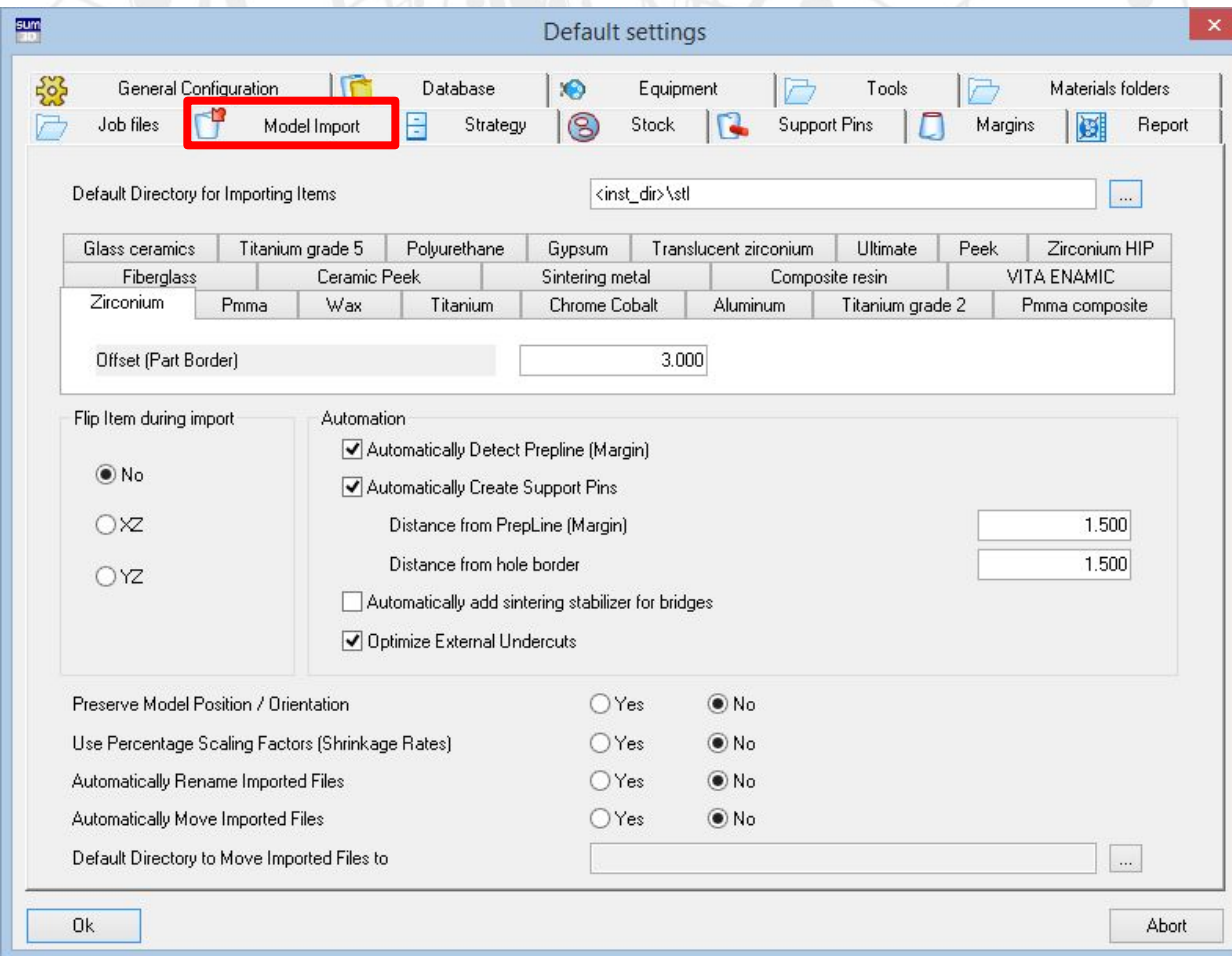 sum
3D
Default settings
General Configuration Database Equipment Tools Materials folders
Job files Model Import Strategy Stock Support Pins Margins Report
Default Directory for Importing Items <inst_dir>\stl ...
Glass ceramics Titanium grade 5 Polyurethane Gypsum Translucent zirconium Ultimate Peek Zirconium HIP
Fiberglass Ceramic Peek Sintering metal Composite resin VITA ENAMIC
Zirconium Pmma Wax Titanium Chrome Cobalt Aluminum Titanium grade 2 Pmma composite
Offset (Part Border) 3.000
Flip Item during import
No
XZ
YZ
Automation
Automatically Detect Prepline (Margin)
Automatically Create Support Pins
Distance from PrepLine (Margin) 1.500
Distance from hole border 1.500
Automatically add sintering stabilizer for bridges
Optimize External Undercuts
Preserve Model Position / Orientation Yes No
Use Percentage Scaling Factors (Shrinkage Rates) Yes No
Automatically Rename Imported Files Yes No
Automatically Move Imported Files Yes No
Default Directory to Move Imported Files to ...
Ok Abort